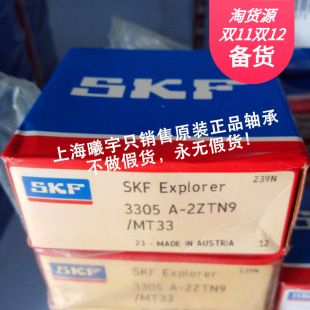 淘货源
双11双12
备货
SKF
上海曦宇只销售原装正品轴承
不做假货，永无假货
SKF
SKF Explorer
239N
3305 A-2ZTN9
/MT33
23 - MADE IN AUSTRIA
12
SKF
SKF Explorer
239N
3305 A-2ZTN9
/MT33